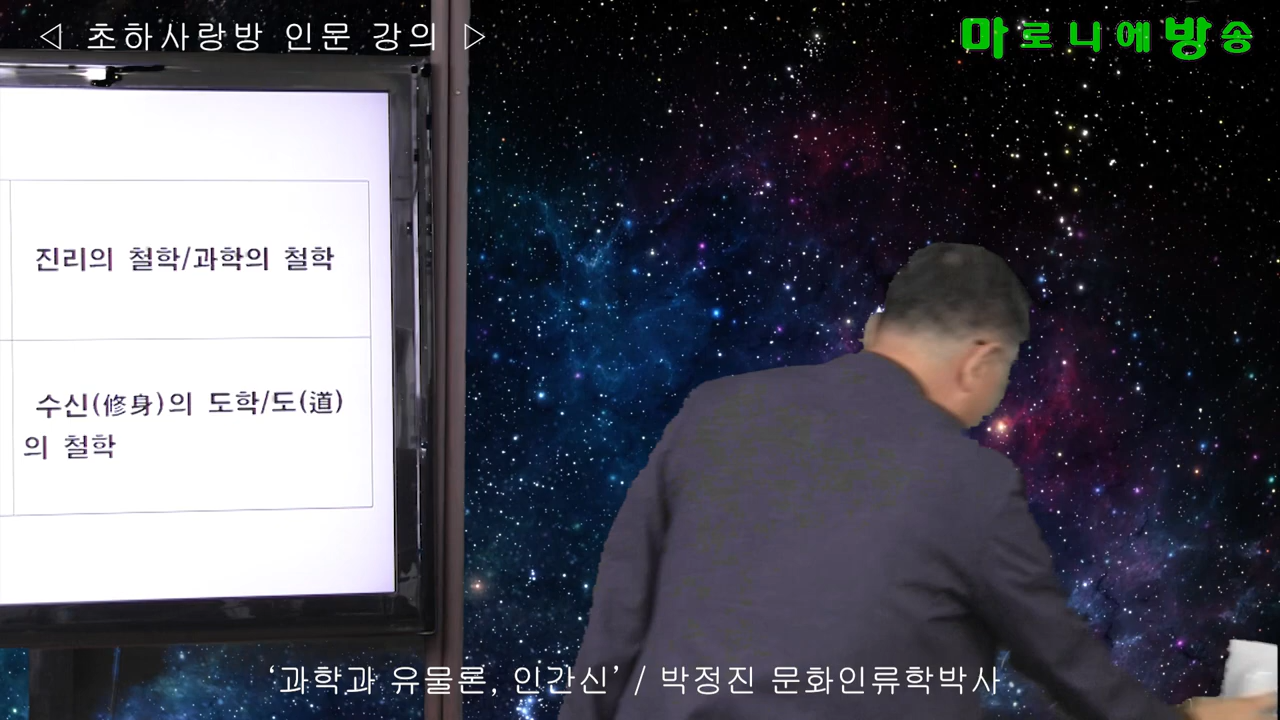 ◁ 초하사랑방 인문 강의 ▷
마로니에방송
진리의 철학/과학의 철학
수신(修身)의 도학/도(道)
의 철학
‘과학과 유물론, 인간신’ / 박정진 문화인류학박사